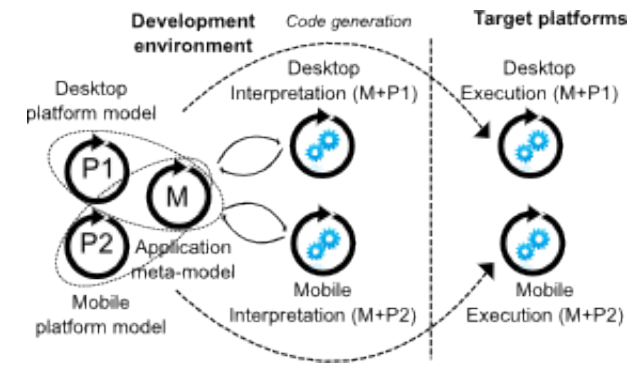 Development
environment
Code generation
Target platforms
Desktop
platform model
Desktop
Interpretation (M+P1)
Desktop
Execution (M+P1)
P1
M
P2
Application
meta-model
Mobile
platform model
Mobile
Interpretation (M+P2)
Mobile
Execution (M+P2)